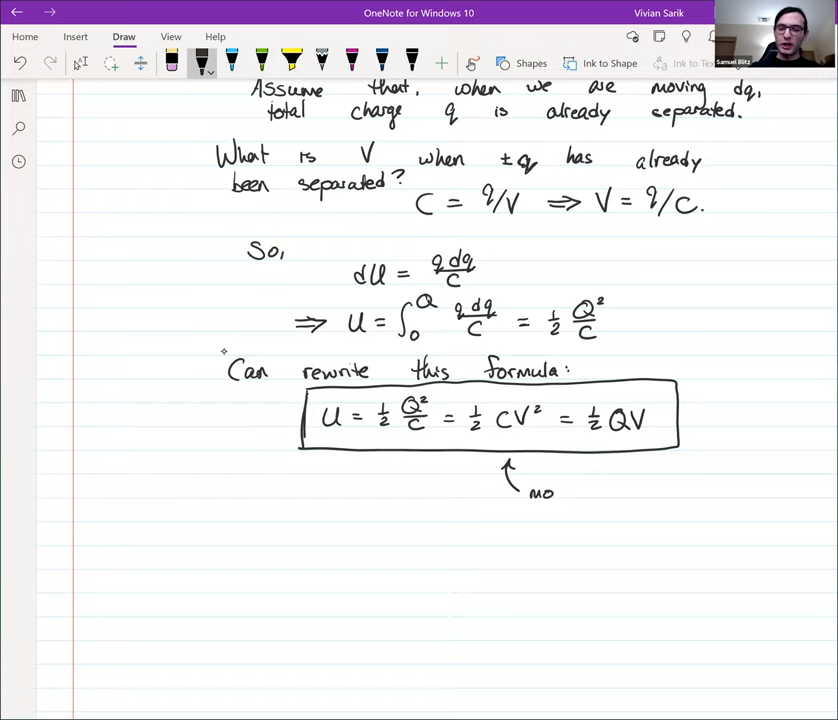 OneNote for Windows 10
Vivian Sarik
Home Insert Draw View Help
Shapes Ink to Shape Ink to T
Samuel Blitz
Assume that, when we are moving dq,
total charge q is already separated.
What is V when ±q has already
been separated?
C = q/V ⟹ V = q/C.
So,
dU = q dq/C
⟹ U = ∫₀^Q q dq/C = ½ Q²/C
Can rewrite this formula:
U = ½ Q²/C = ½ CV² = ½ QV
mo